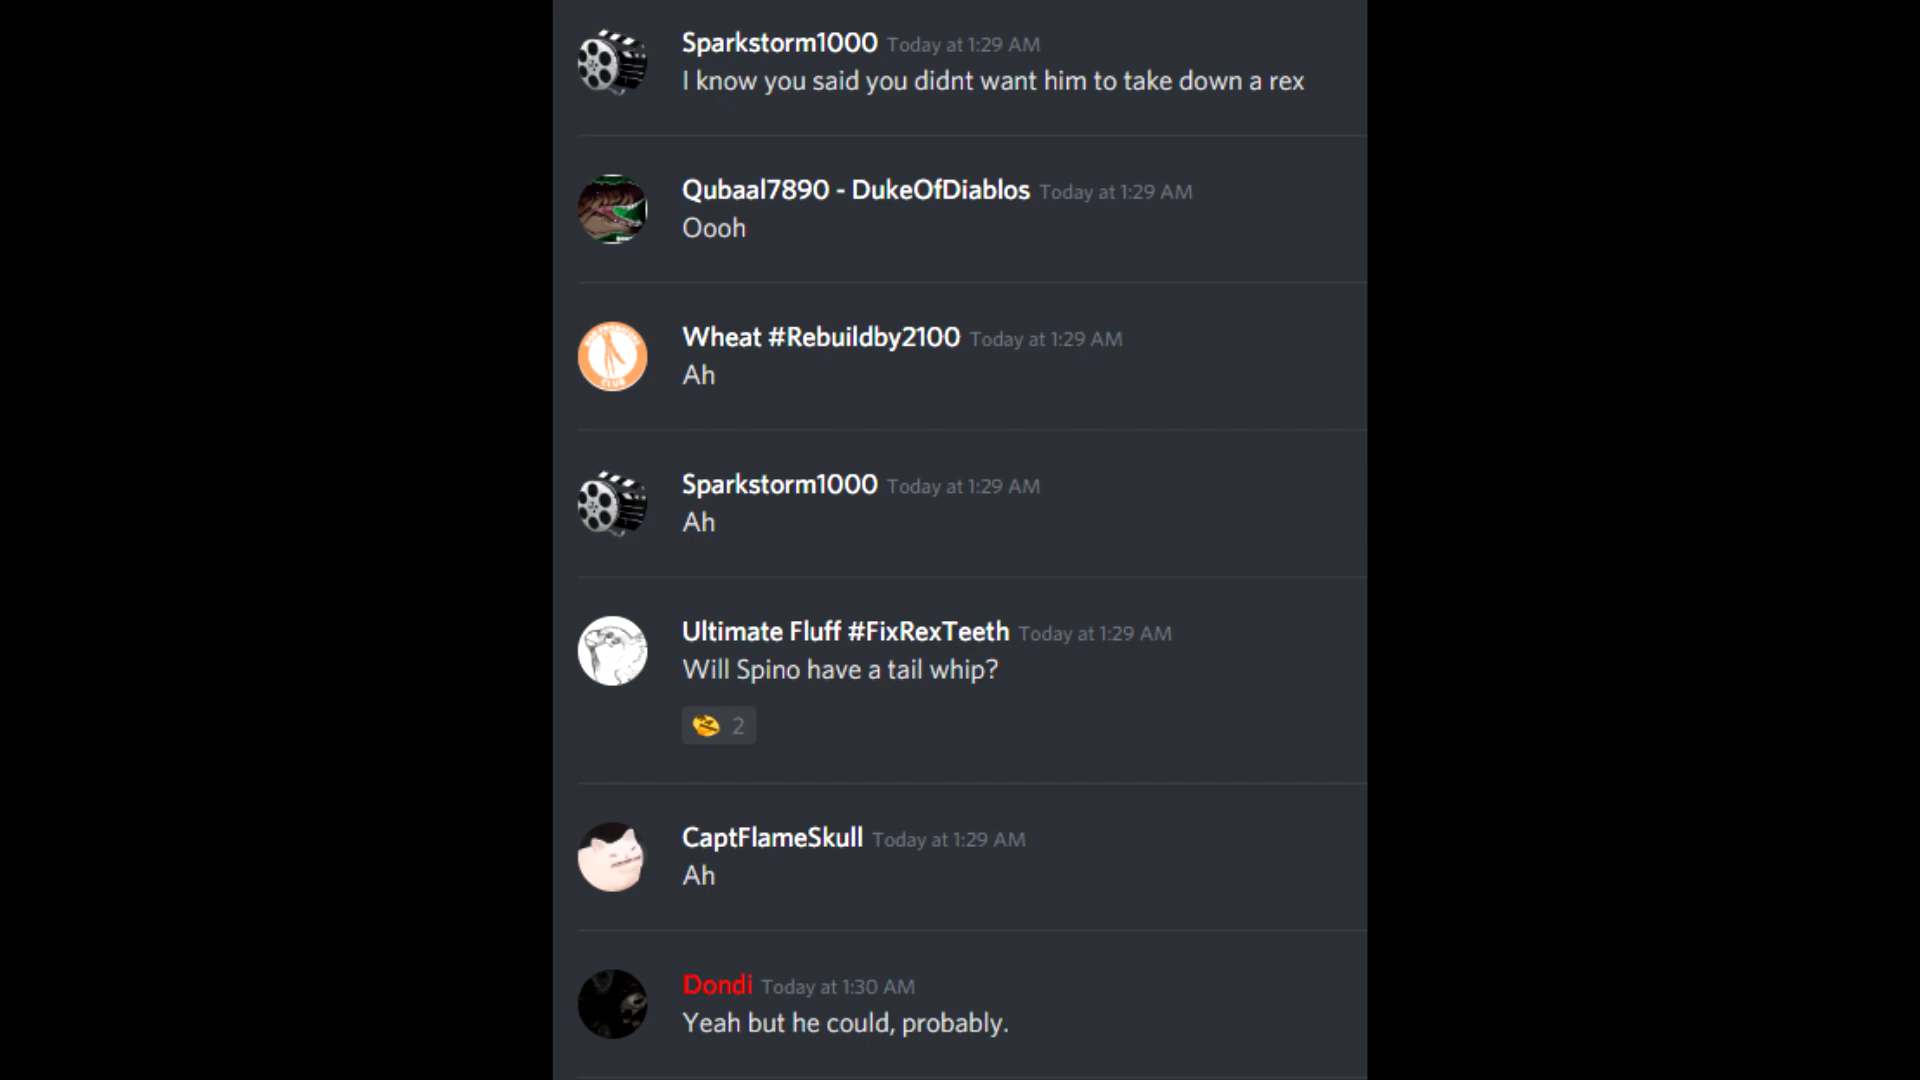 Sparkstorm1000 Today at 1:29 AM
I know you said you didnt want him to take down a rex
Qubaal7890 - DukeOfDiablos Today at 1:29 AM
Oooh
Wheat #Rebuildby2100 Today at 1:29 AM
Ah
CLUB
Sparkstorm1000 Today at 1:29 AM
Ah
Ultimate Fluff #FixRexTeeth Today at 1:29 AM
Will Spino have a tail whip?
2
CaptFlameSkull Today at 1:29 AM
Ah
Dondi Today at 1:30 AM
Yeah but he could, probably.